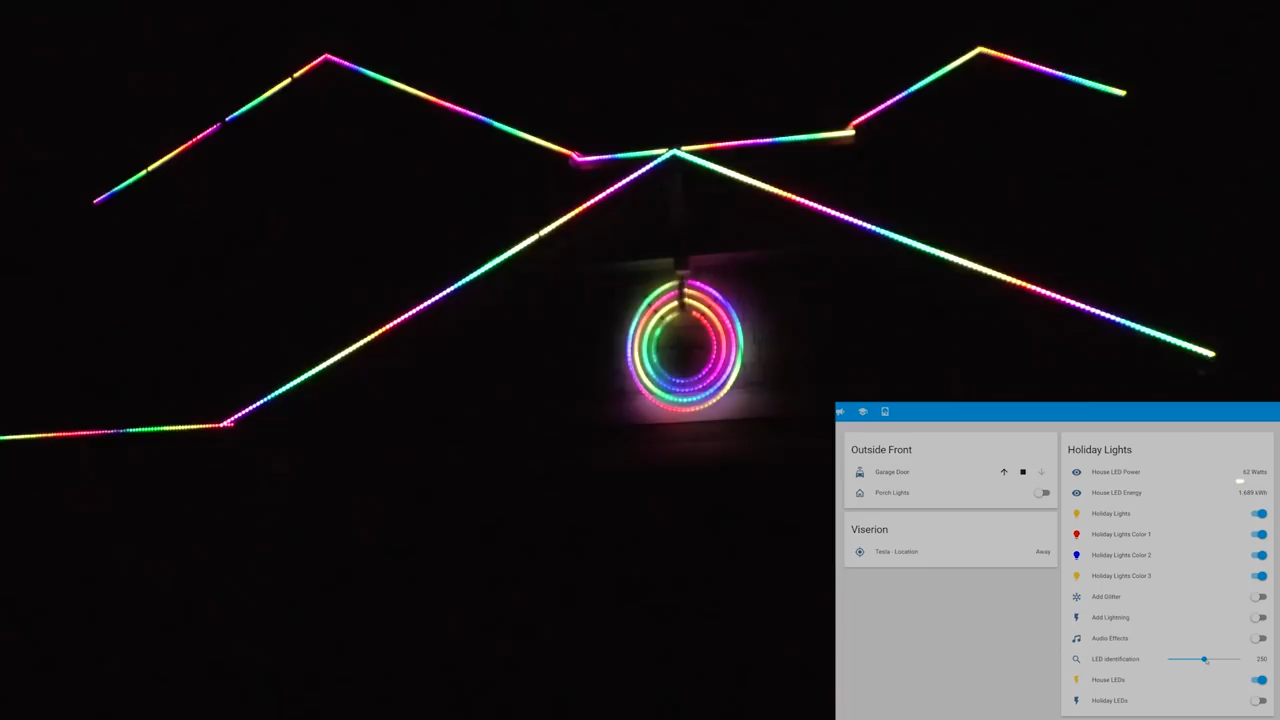 Outside Front
Garage Door
Porch Lights
Viserion
Tesla - Location Away
Holiday Lights
House LED Power 62 Watts
House LED Energy 1,689 kWh
Holiday Lights
Holiday Lights Color 1
Holiday Lights Color 2
Holiday Lights Color 3
Add Glitter
Add Lightning
Audio Effects
LED identification 250
House LEDs
Holiday LEDs